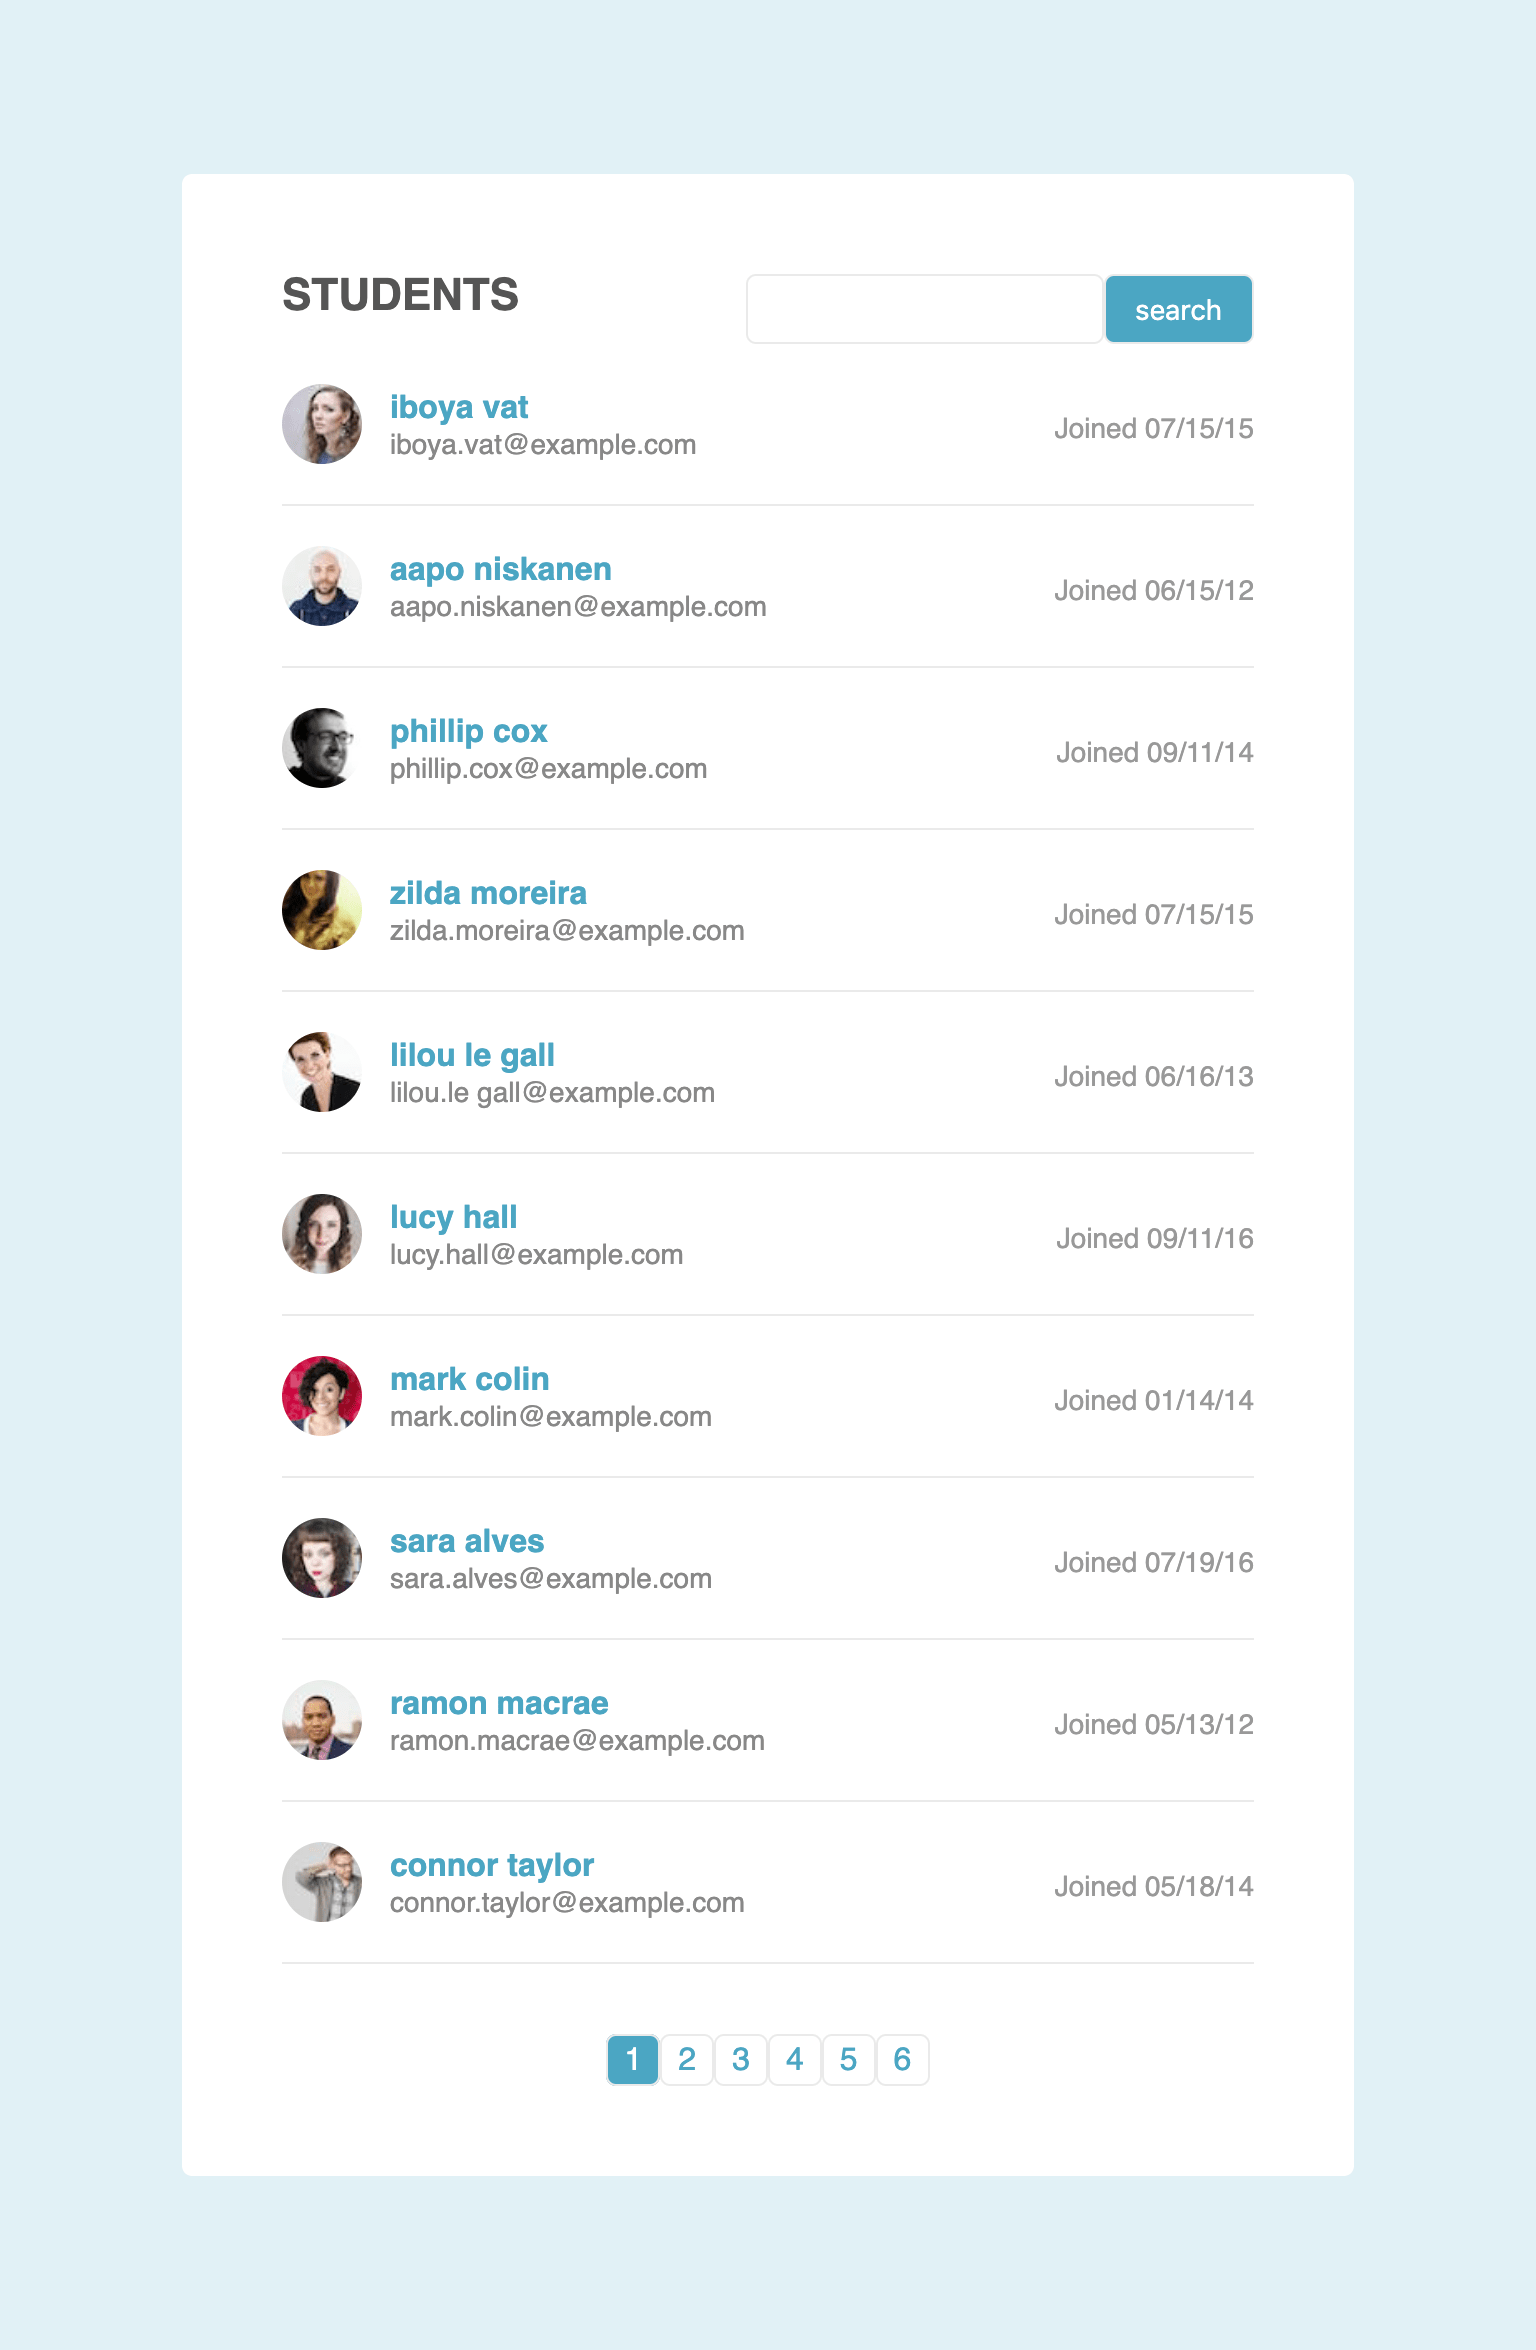 STUDENTS
search
iboya vat
iboya.vat@example.com
Joined 07/15/15
aapo niskanen
aapo.niskanen@example.com
Joined 06/15/12
phillip cox
phillip.cox@example.com
Joined 09/11/14
zilda moreira
zilda.moreira@example.com
Joined 07/15/15
lilou le gall
lilou.le gall@example.com
Joined 06/16/13
lucy hall
lucy.hall@example.com
Joined 09/11/16
mark colin
mark.colin@example.com
Joined 01/14/14
sara alves
sara.alves@example.com
Joined 07/19/16
ramon macrae
ramon.macrae@example.com
Joined 05/13/12
connor taylor
connor.taylor@example.com
Joined 05/18/14
1 2 3 4 5 6